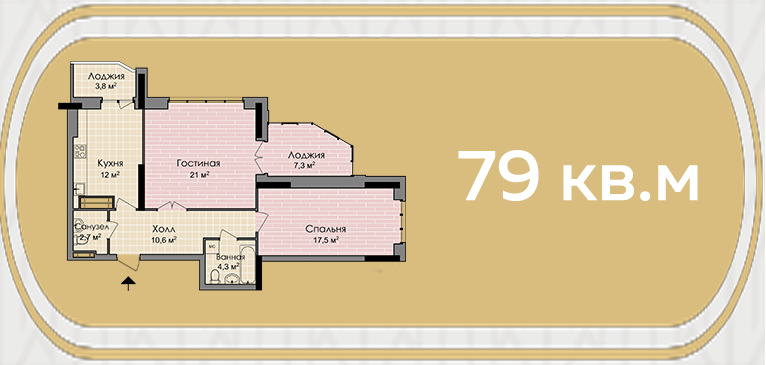 Лоджия
3,8 м²
Кухня
12 м²
Гостиная
21 м²
Лоджия
7,3 м²
79 кв.м
Санузел
2,7 м²
Холл
10,6 м²
Спальня
17,5 м²
МС
Ванная
4,3 м²